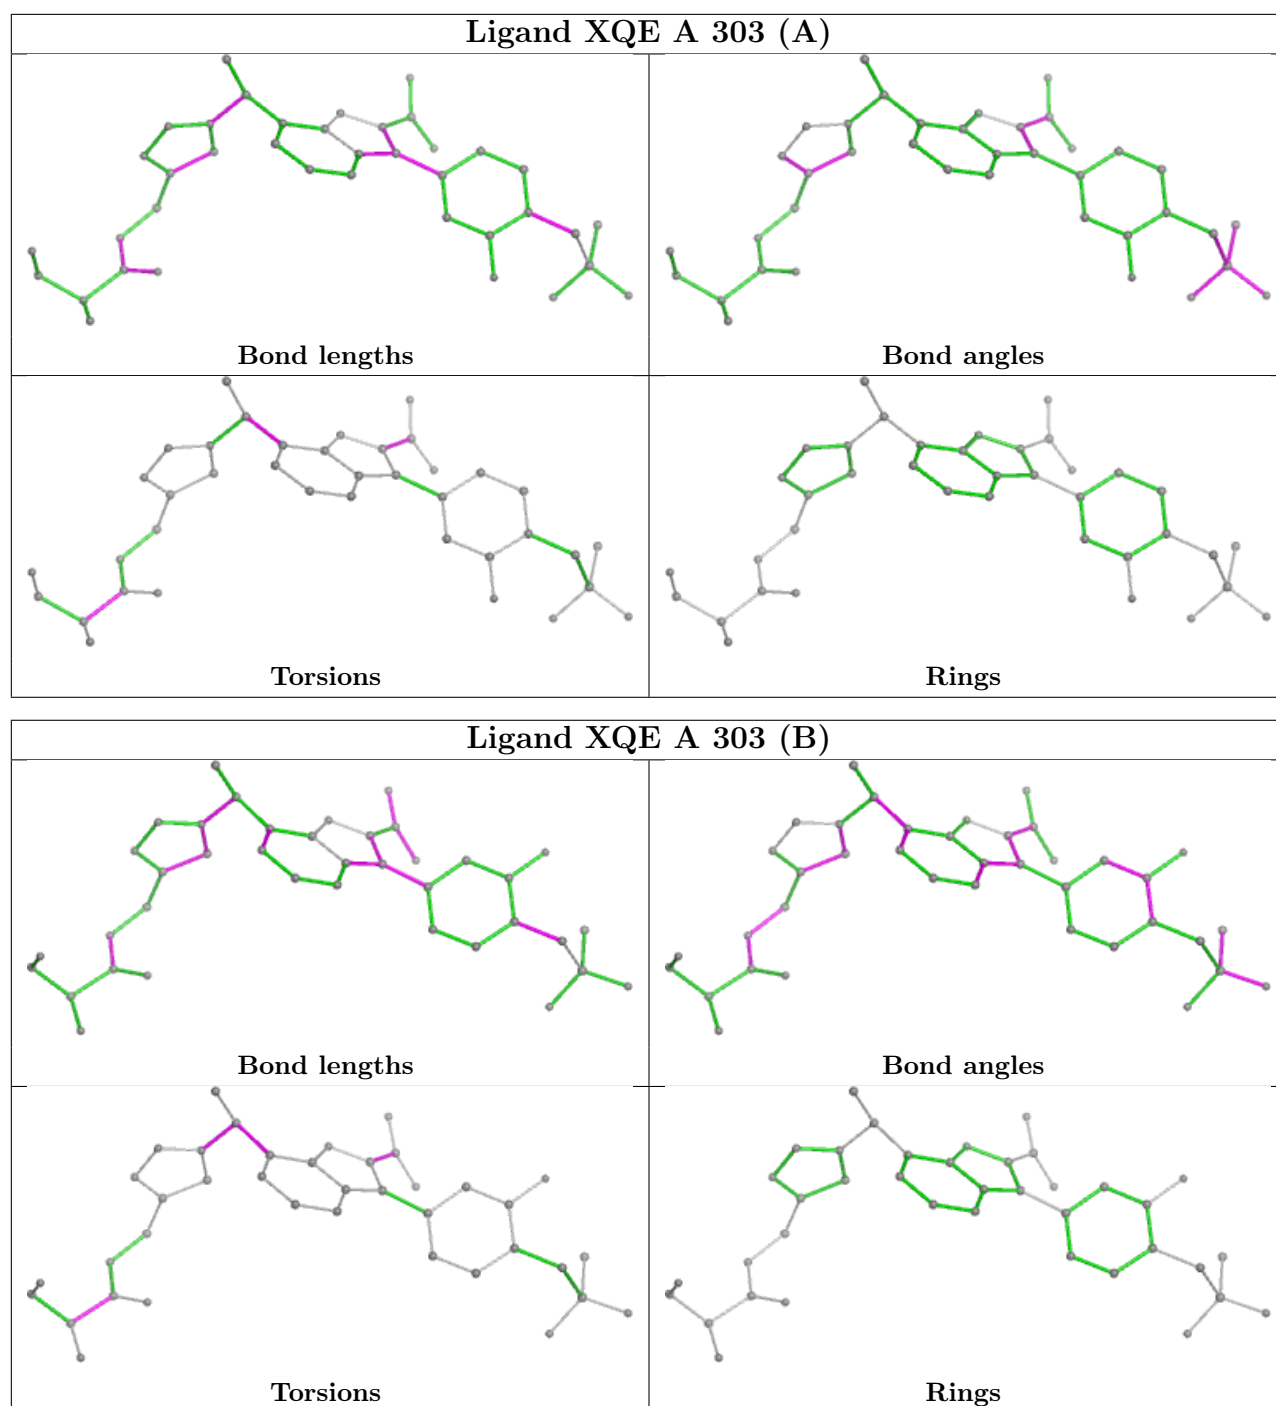 Ligand XQE A 303 (A)
Bond lengths
Bond angles
Torsions
Rings
Ligand XQE A 303 (B)
Bond lengths
Bond angles
Torsions
Rings